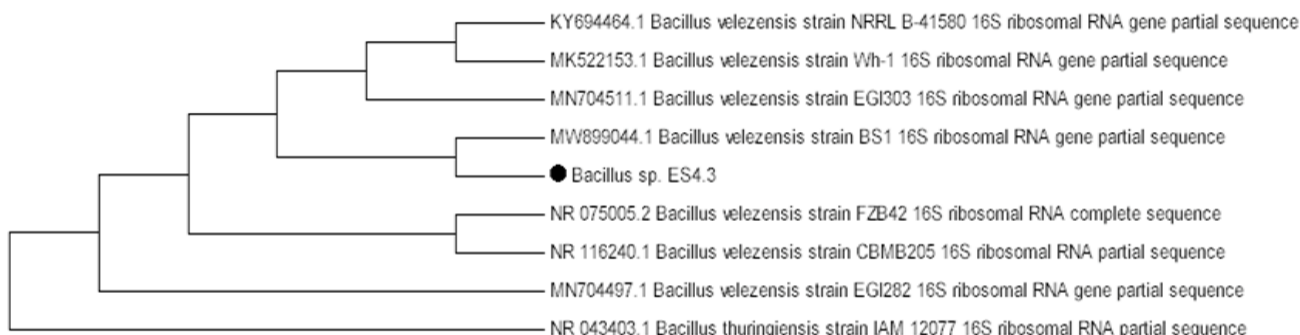 KY694464.1 Bacillus velezensis strain NRRL B-41580 16S ribosomal RNA gene partial sequence
MK522153.1 Bacillus velezensis strain Wh-1 16S ribosomal RNA gene partial sequence
MN704511.1 Bacillus velezensis strain EGI303 16S ribosomal RNA gene partial sequence
MW899044.1 Bacillus velezensis strain BS1 16S ribosomal RNA gene partial sequence
Bacillus sp. ES4.3
NR 075005.2 Bacillus velezensis strain FZB42 16S ribosomal RNA complete sequence
NR 116240.1 Bacillus velezensis strain CBMB205 16S ribosomal RNA partial sequence
MN704497.1 Bacillus velezensis strain EGI282 16S ribosomal RNA gene partial sequence
NR 043403.1 Bacillus thuringiensis strain IAM 12077 16S ribosomal RNA partial sequence